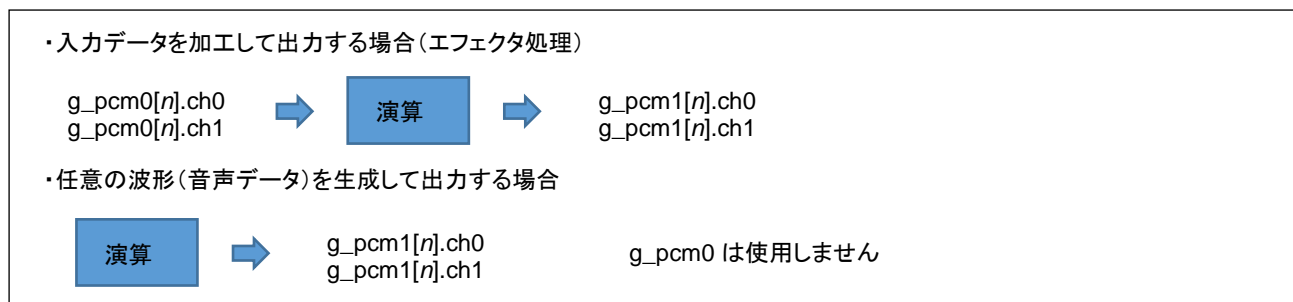 ・入力データを加工して出力する場合(エフェクタ処理)
g_pcm0[n].ch0
g_pcm0[n].ch1
演算
g_pcm1[n].ch0
g_pcm1[n].ch1
・任意の波形(音声データ)を生成して出力する場合
演算
g_pcm1[n].ch0
g_pcm1[n].ch1
g_pcm0 は使用しません